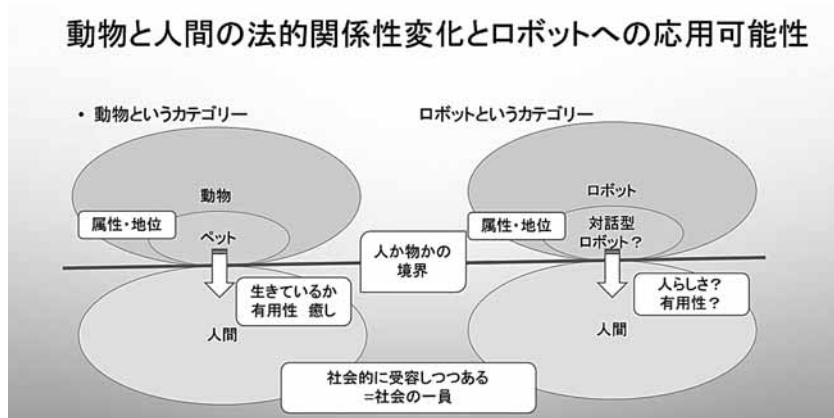 動物と人間の法的関係性変化とロボットへの応用可能性
・動物というカテゴリー
ロボットというカテゴリー
動物
属性・地位
ペット
ロボット
属性・地位
対話型
ロボット?
人か物かの
境界
生きているか
有用性 癒し
人間
人らしさ?
有用性?
人間
社会的に受容しつつある
=社会の一員